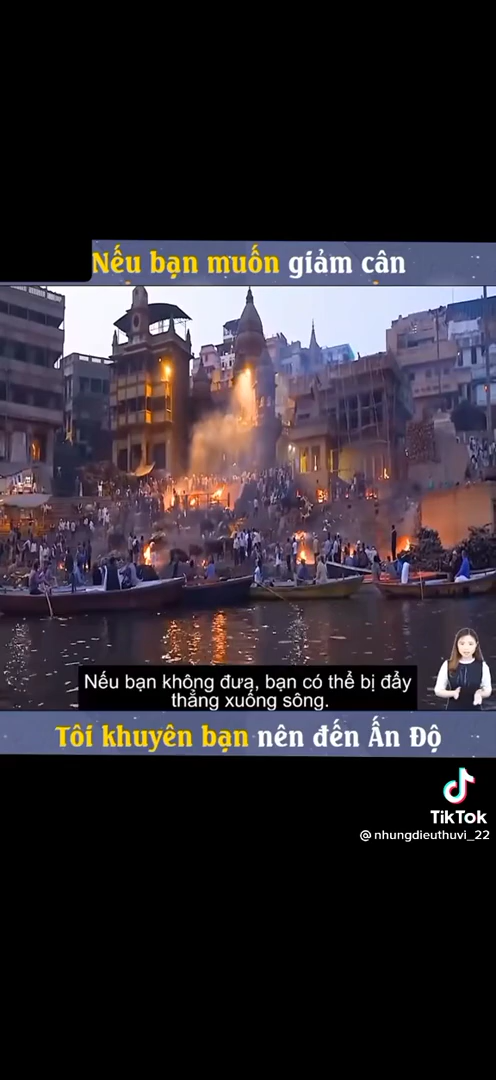 Nếu bạn muốn giảm cân
TikTok
Nếu bạn không đưa, bạn có thể bị đẩy
thẳng xuống sông.
Tôi khuyên bạn nên đến Ấn Độ
TikTok
@nhungdieuthuvi_22